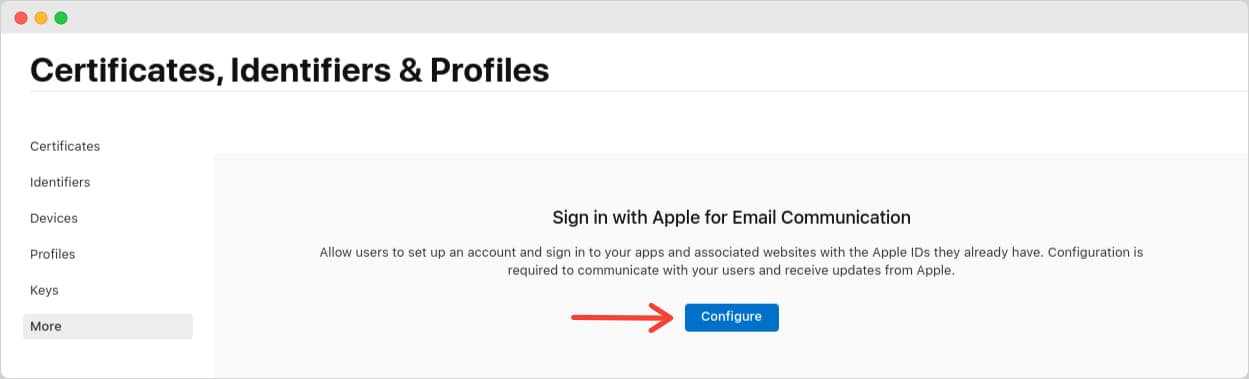 Certificates, Identifiers & Profiles
Certificates
Identifiers
Devices
Profiles
Keys
More
Sign in with Apple for Email Communication
Allow users to set up an account and sign in to your apps and associated websites with the Apple IDs they already have. Configuration is
required to communicate with your users and receive updates from Apple.
Configure